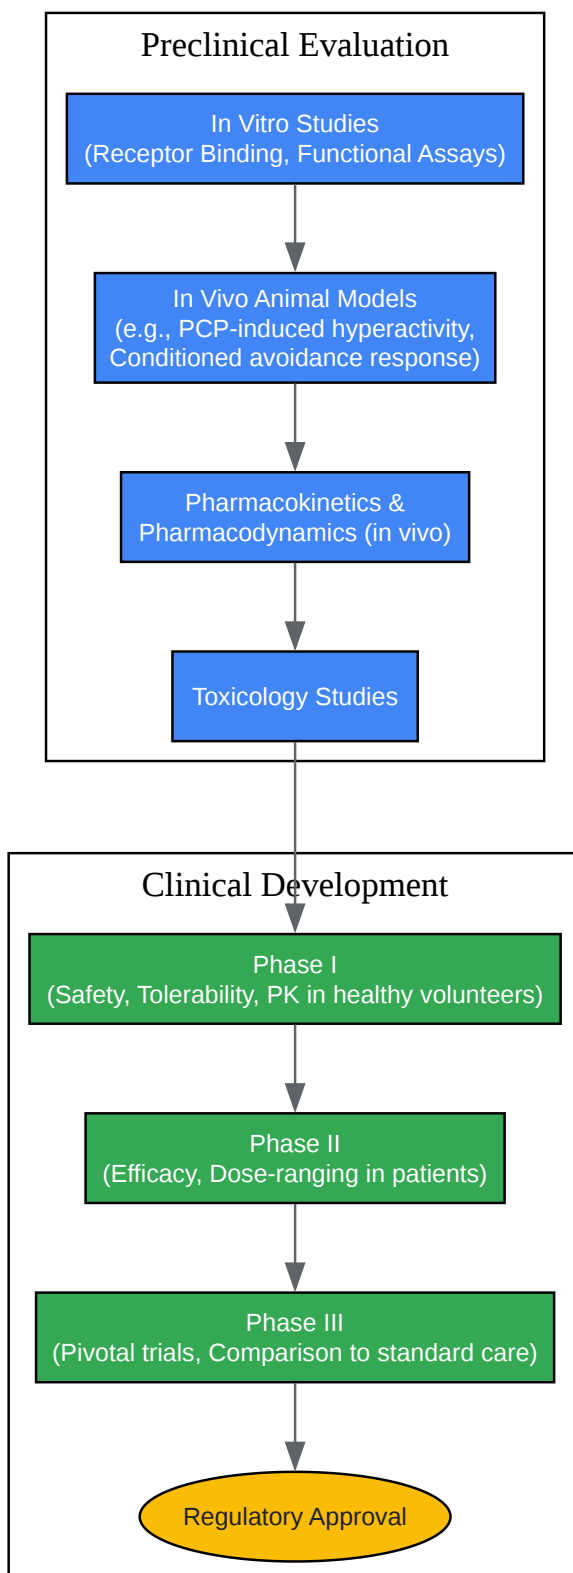 Preclinical Evaluation
In Vitro Studies
(Receptor Binding, Functional Assays)
In Vivo Animal Models
(e.g., PCP-induced hyperactivity,
Conditioned avoidance response)
Pharmacokinetics &
Pharmacodynamics (in vivo)
Toxicology Studies
Clinical Development
Phase I
(Safety, Tolerability, PK in healthy volunteers)
Phase II
(Efficacy, Dose-ranging in patients)
Phase III
(Pivotal trials, Comparison to standard care)
Regulatory Approval